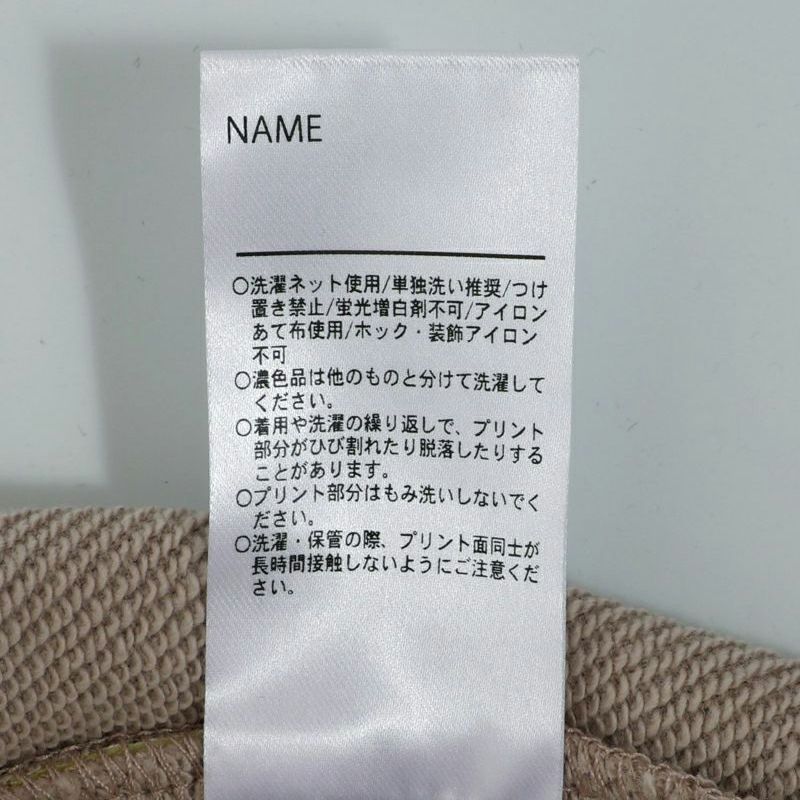 NAME
○洗濯ネット使用/単独洗い推奨/つけ
置き禁止/蛍光増白剤不可/アイロン
あて布使用/ホック・装飾アイロン
不可
○濃色品は他のものと分けて洗濯して
ください。
○着用や洗濯の繰り返しで、プリント
部分がひび割れたり脱落したりする
ことがあります。
○プリント部分はもみ洗いしないでく
ださい。
○洗濯・保管の際、プリント面同士が
長時間接触しないようにご注意くだ
さい。